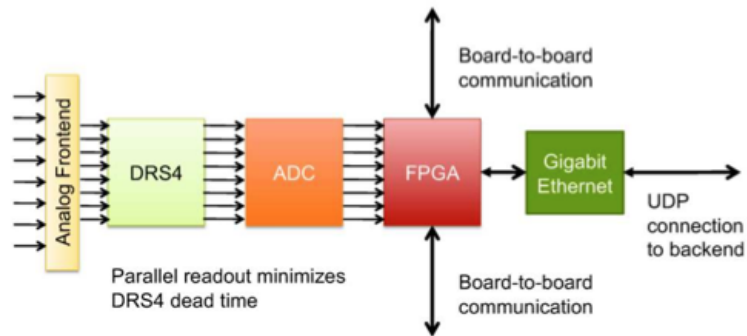 Board-to-board
communication
Analog Frontend
DRS4
ADC
FPGA
Gigabit
Ethernet
UDP
connection
to backend
Parallel readout minimizes
DRS4 dead time
Board-to-board
communication